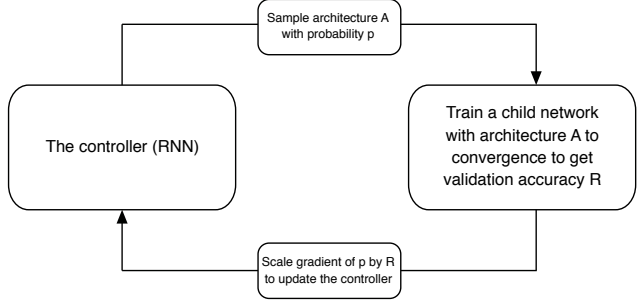 Sample architecture A
with probability p
The controller (RNN)
Train a child network
with architecture A to
convergence to get
validation accuracy R
Scale gradient of p by R
to update the controller